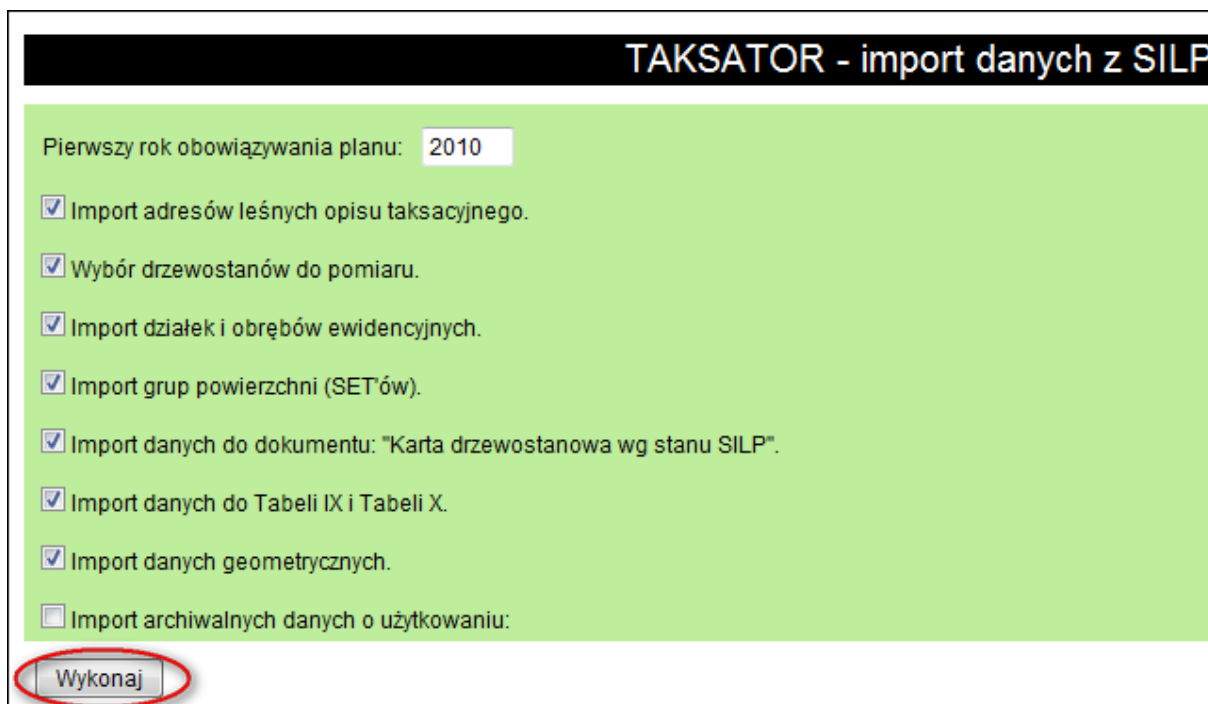 TAKSATOR - import danych z SILP
Pierwszy rok obowiązywania planu: 2010
Import adresów leśnych opisu taksacyjnego.
Wybór drzewostanów do pomiaru.
Import działek i obrębów ewidencyjnych.
Import grup powierzchni (SET'ów).
Import danych do dokumentu: "Karta drzewostanowa wg stanu SILP".
Import danych do Tabeli IX i Tabeli X.
Import danych geometrycznych.
Import archiwalnych danych o użytkowaniu:
Wykonaj